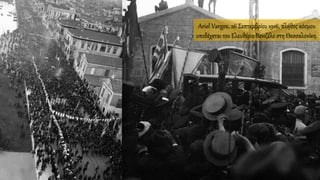 Ariel Varges, 26 Σεπτεμβρίου 1916, πλήθος κόσμου
υποδέχεται τον Ελευθέριο Βενιζέλο στη Θεσσαλονίκη.